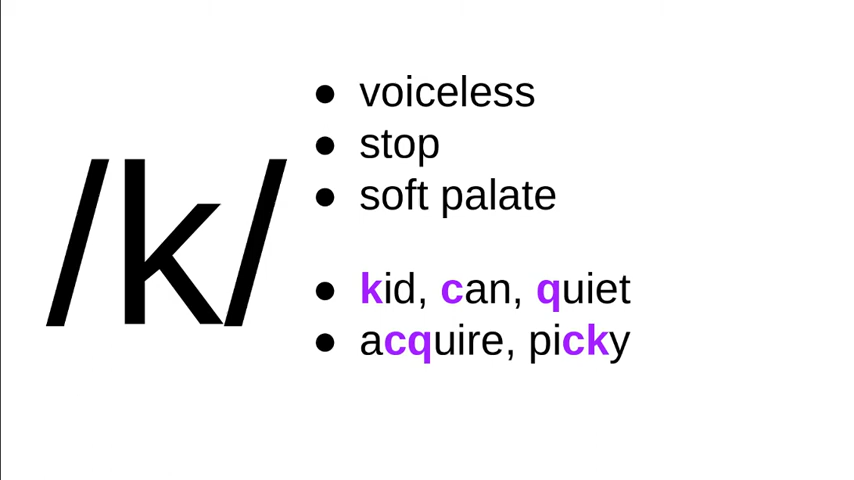 /k/
● voiceless
● stop
● soft palate
● kid, can, quiet
● acquire, picky